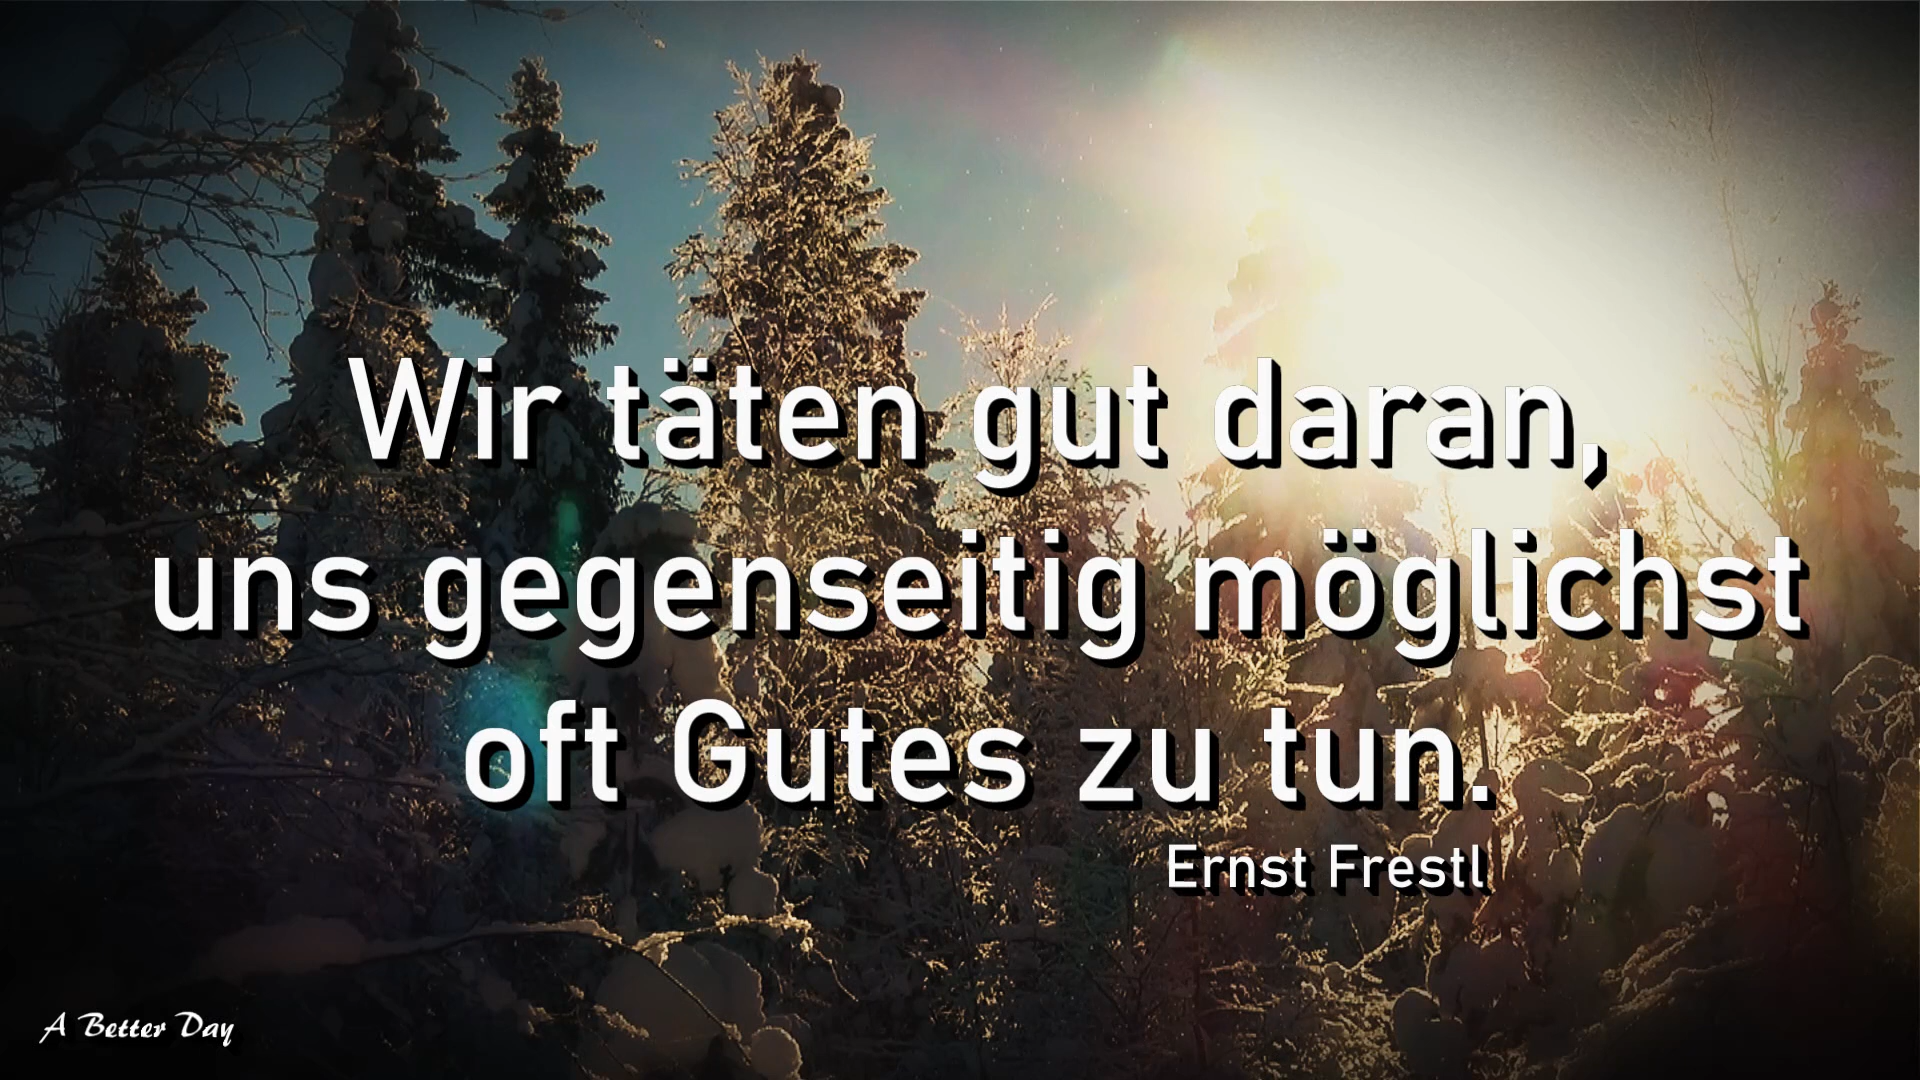 Wir täten gut daran,
uns gegenseitig möglichst
oft Gutes zu tun.
Ernst Frestl
A Better Day